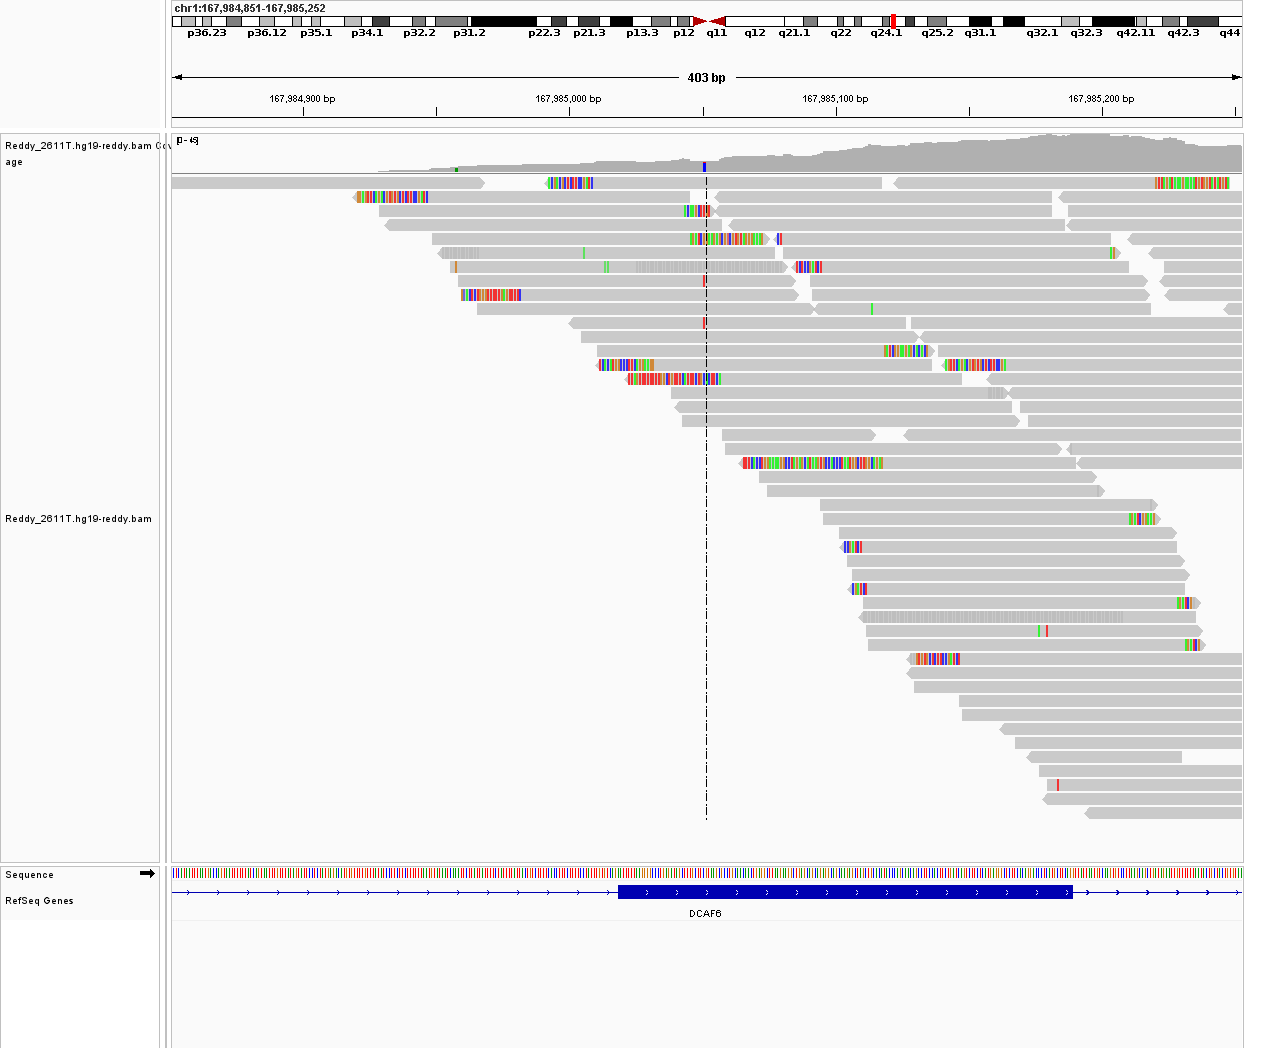 chr1:167,984,851-167,985,252
p36.23 p36.12 p35.1 p34.1 p32.2 p31.2 p22.3 p21.3 p13.3 p12 q11 q12 q21.1 q22 q24.1 q25.2 q31.1 q32.1 q32.3 q42.11 q42.3 q44
403 bp
167,984,900 bp 167,985,000 bp 167,985,100 bp 167,985,200 bp
[0 - 45]
Reddy_2611T.hg19-reddy.bam Cov
age
Reddy_2611T.hg19-reddy.bam
Sequence
RefSeq Genes
DCAF6